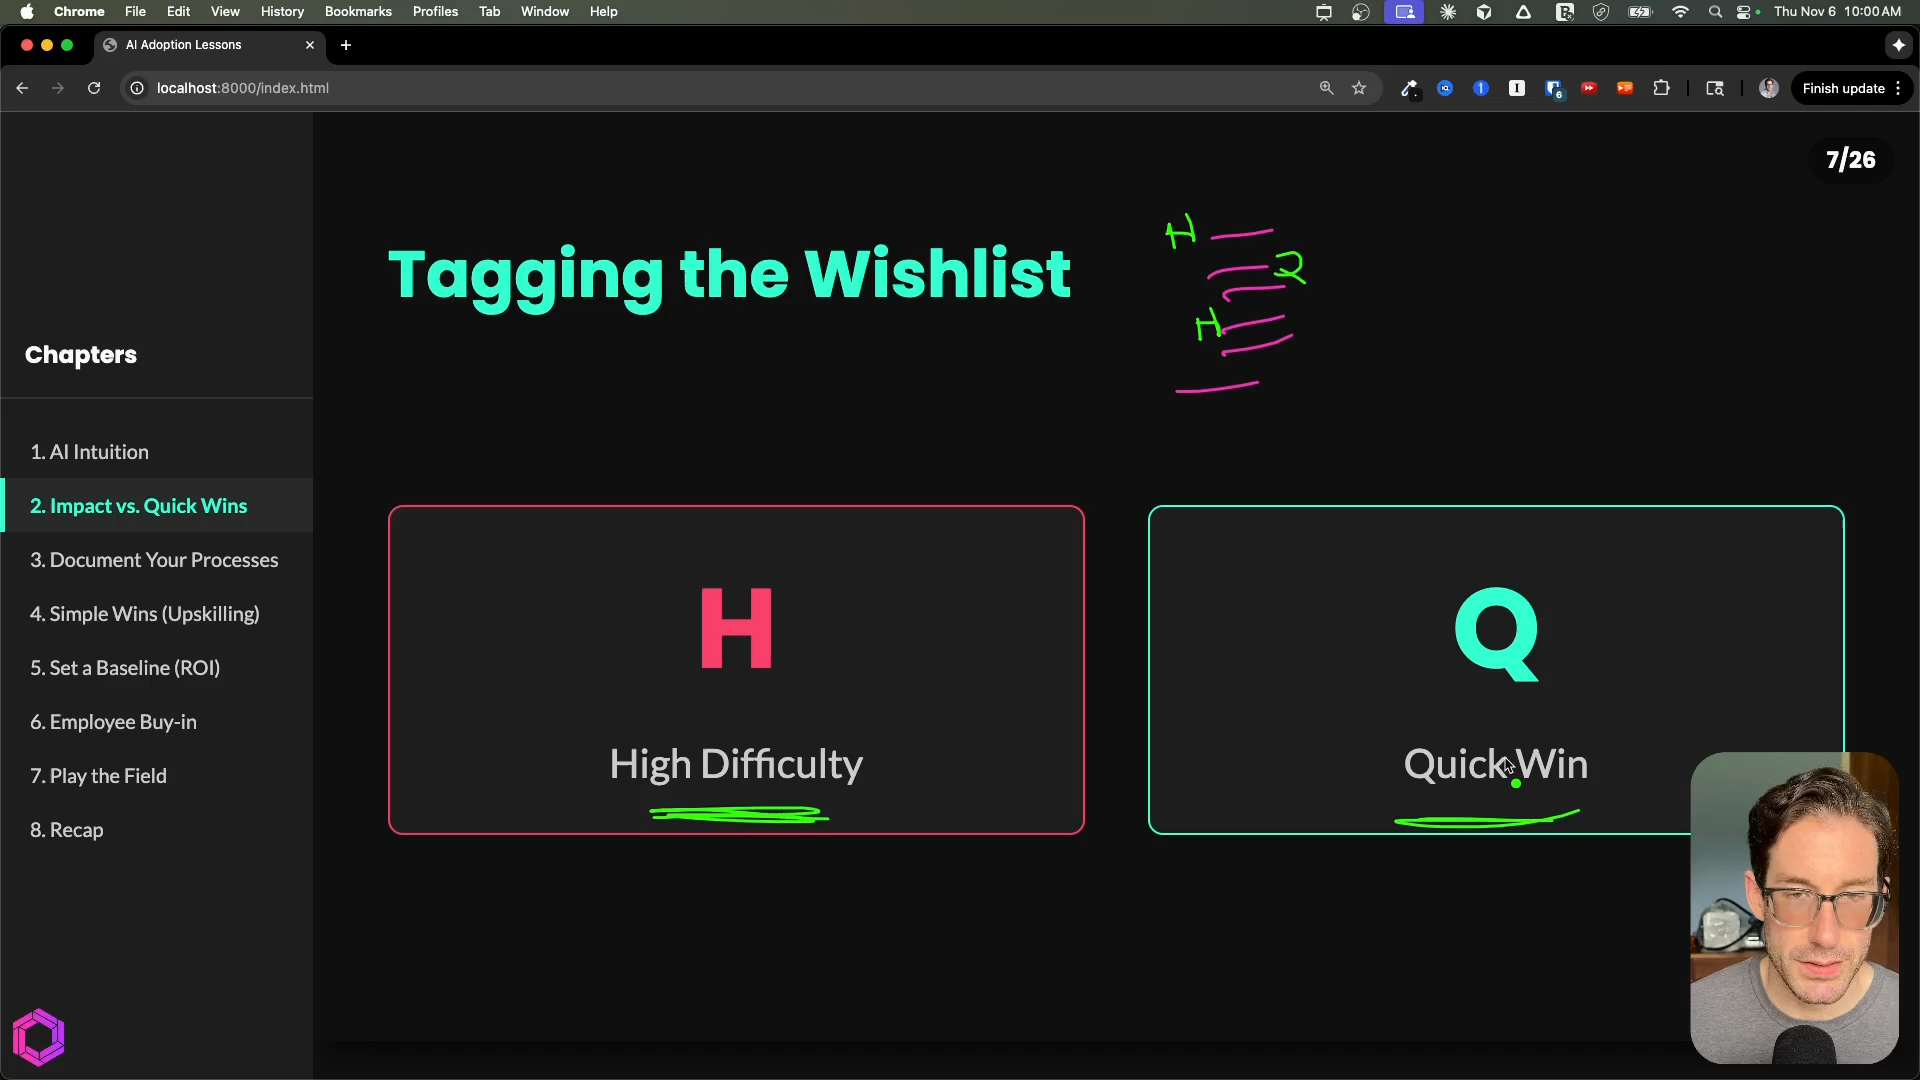 Chrome File Edit View History Bookmarks Profiles Tab Window Help
Thu Nov 6 10:00 AM
AI Adoption Lessons
localhost:8000/index.html
6
Finish update
7/26
Tagging the Wishlist
H
Q
H
Chapters
1. AI Intuition
2. Impact vs. Quick Wins
3. Document Your Processes
4. Simple Wins (Upskilling)
5. Set a Baseline (ROI)
6. Employee Buy-in
7. Play the Field
8. Recap
H
High Difficulty
Q
Quick Win